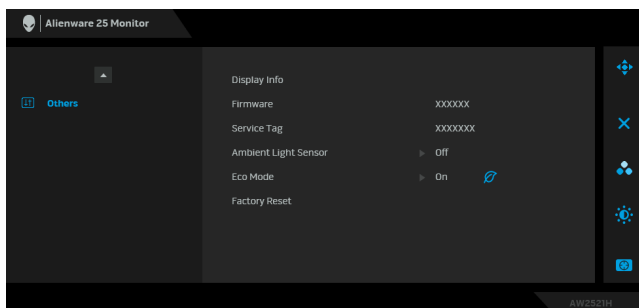 Alienware 25 Monitor
Others
Display Info
Firmware XXXXXX
Service Tag XXXXXXX
Ambient Light Sensor Off
Eco Mode On
Factory Reset
AW2521H